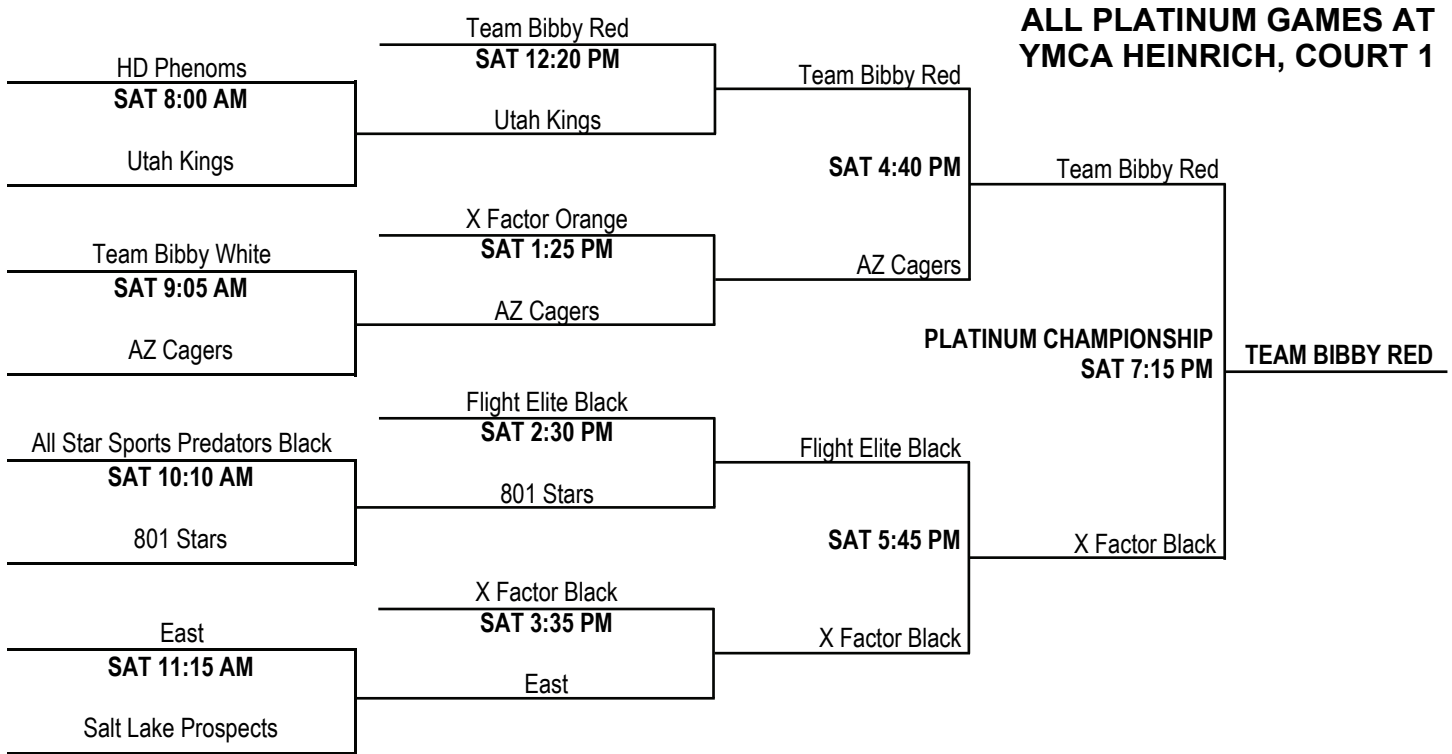 ALL PLATINUM GAMES AT
YMCA HEINRICH, COURT 1
HD Phenoms
SAT 8:00 AM
Utah Kings
Team Bibby White
SAT 9:05 AM
AZ Cagers
All Star Sports Predators Black
SAT 10:10 AM
801 Stars
East
SAT 11:15 AM
Salt Lake Prospects
Team Bibby Red
SAT 12:20 PM
Utah Kings
X Factor Orange
SAT 1:25 PM
AZ Cagers
Flight Elite Black
SAT 2:30 PM
801 Stars
X Factor Black
SAT 3:35 PM
East
Team Bibby Red
SAT 4:40 PM
AZ Cagers
Flight Elite Black
SAT 5:45 PM
X Factor Black
Team Bibby Red
PLATINUM CHAMPIONSHIP
SAT 7:15 PM
X Factor Black
TEAM BIBBY RED